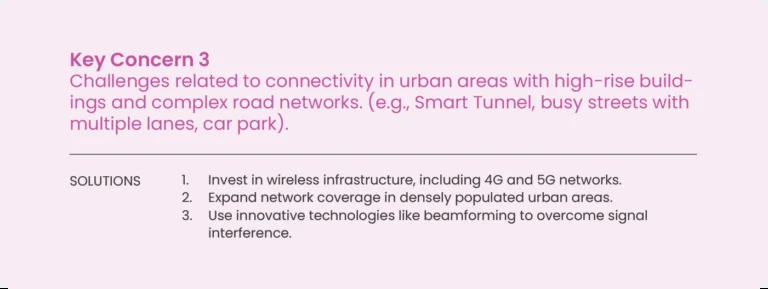 Key Concern 3
Challenges related to connectivity in urban areas with high-rise build-
ings and complex road networks. (e.g., Smart Tunnel, busy streets with
multiple lanes, car park).
SOLUTIONS
1. Invest in wireless infrastructure, including 4G and 5G networks.
2. Expand network coverage in densely populated urban areas.
3. Use innovative technologies like beamforming to overcome signal
interference.